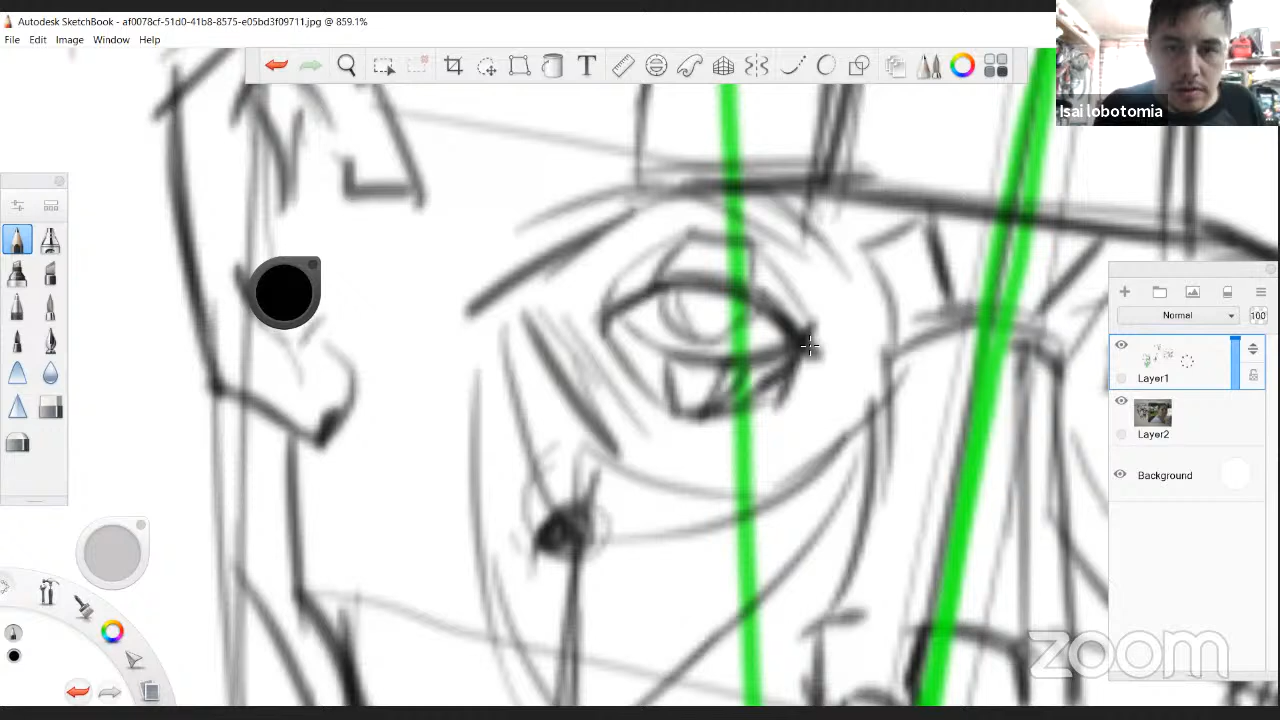 Autodesk SketchBook - af0078cf-51d0-41b8-8575-e05bd3f09711.jpg @ 859.1%
File Edit Image Window Help
T
Isai lobotomia
Normal
100
Layer1
Layer2
Background
zoom